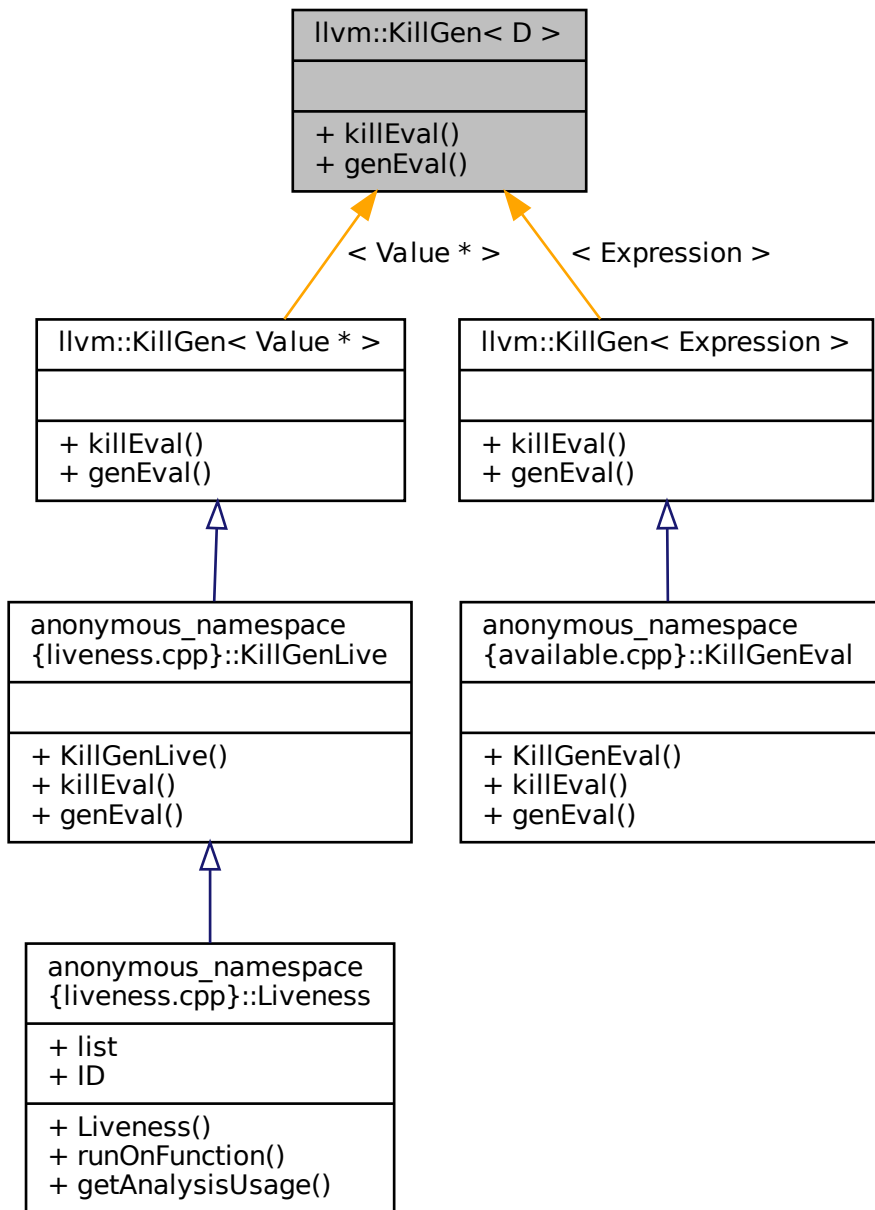 llvm::KillGen< D >
+ killEval()
+ genEval()
< Value * >
< Expression >
llvm::KillGen< Value * >
+ killEval()
+ genEval()
llvm::KillGen< Expression >
+ killEval()
+ genEval()
anonymous_namespace
{liveness.cpp}::KillGenLive
+ KillGenLive()
+ killEval()
+ genEval()
anonymous_namespace
{available.cpp}::KillGenEval
+ KillGenEval()
+ killEval()
+ genEval()
anonymous_namespace
{liveness.cpp}::Liveness
+ list
+ ID
+ Liveness()
+ runOnFunction()
+ getAnalysisUsage()